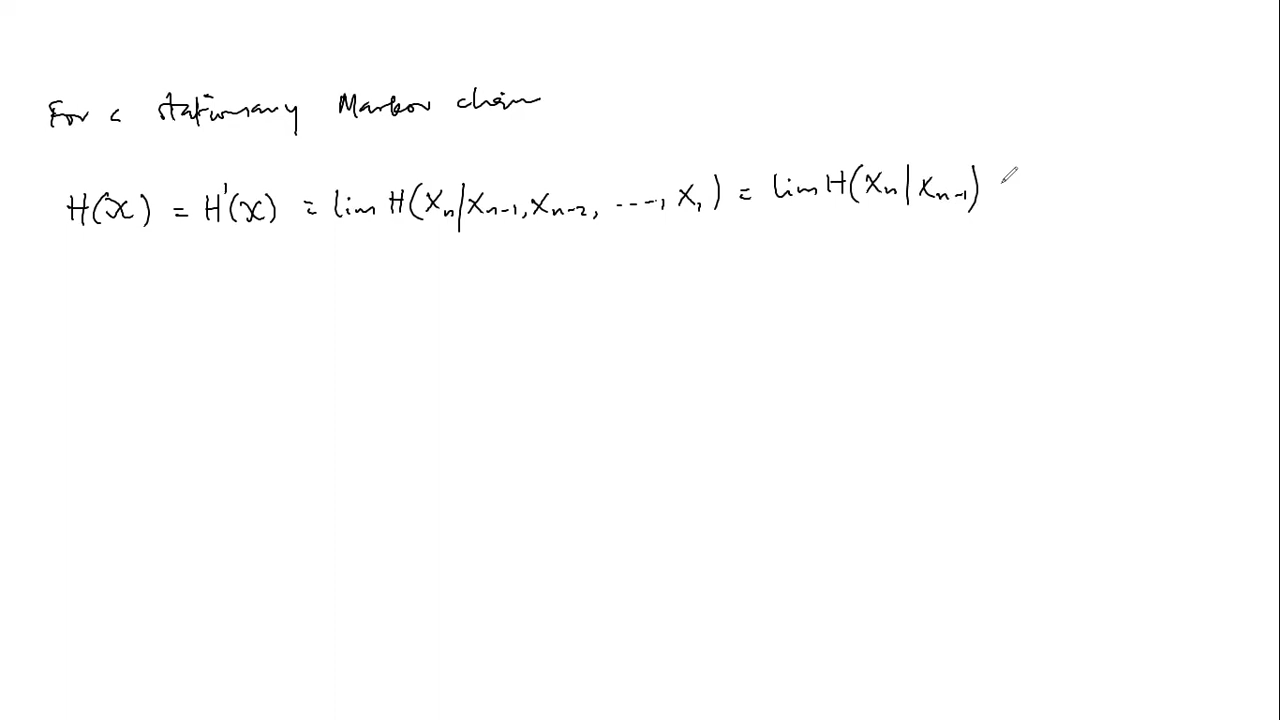 For a stationary Markov chain
H(𝒳) = H'(𝒳) = lim H(Xₙ|Xₙ₋₁, Xₙ₋₂, ----, X₁) = lim H(Xₙ|Xₙ₋₁)